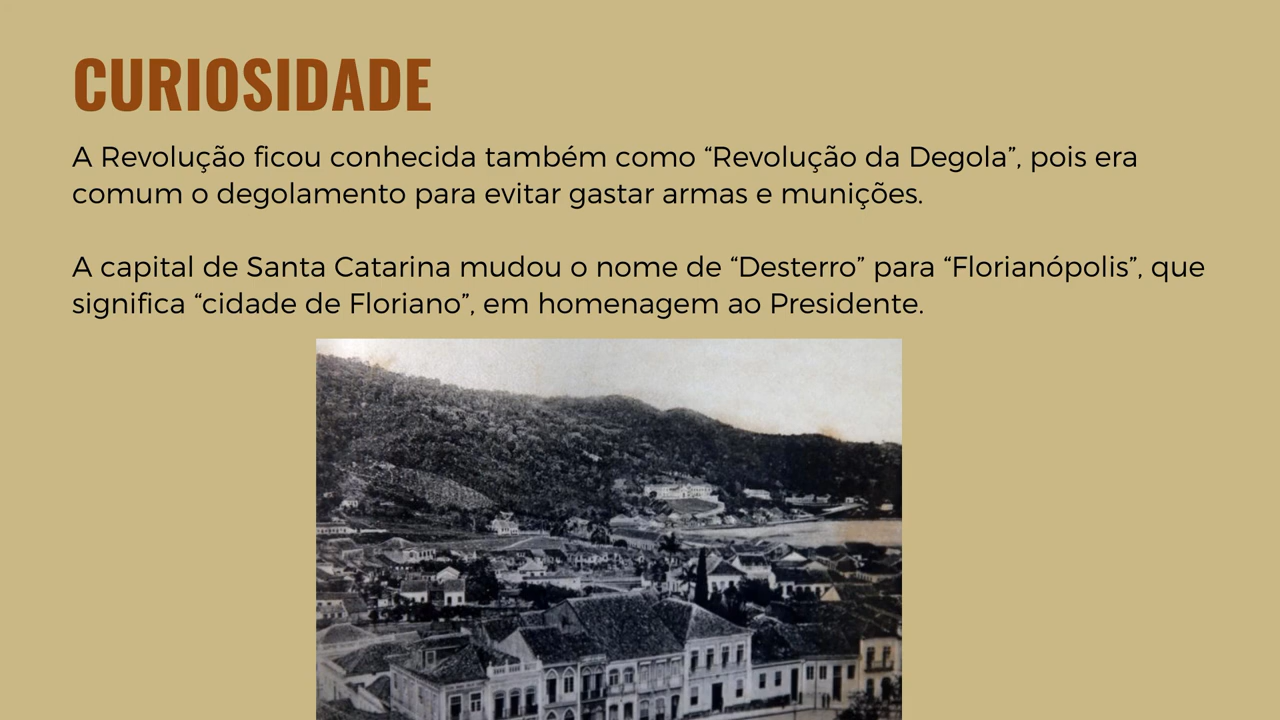 CURIOSIDADE
A Revolução ficou conhecida também como “Revolução da Degola”, pois era
comum o degolamento para evitar gastar armas e munições.
A capital de Santa Catarina mudou o nome de “Desterro” para “Florianópolis”, que
significa “cidade de Floriano”, em homenagem ao Presidente.